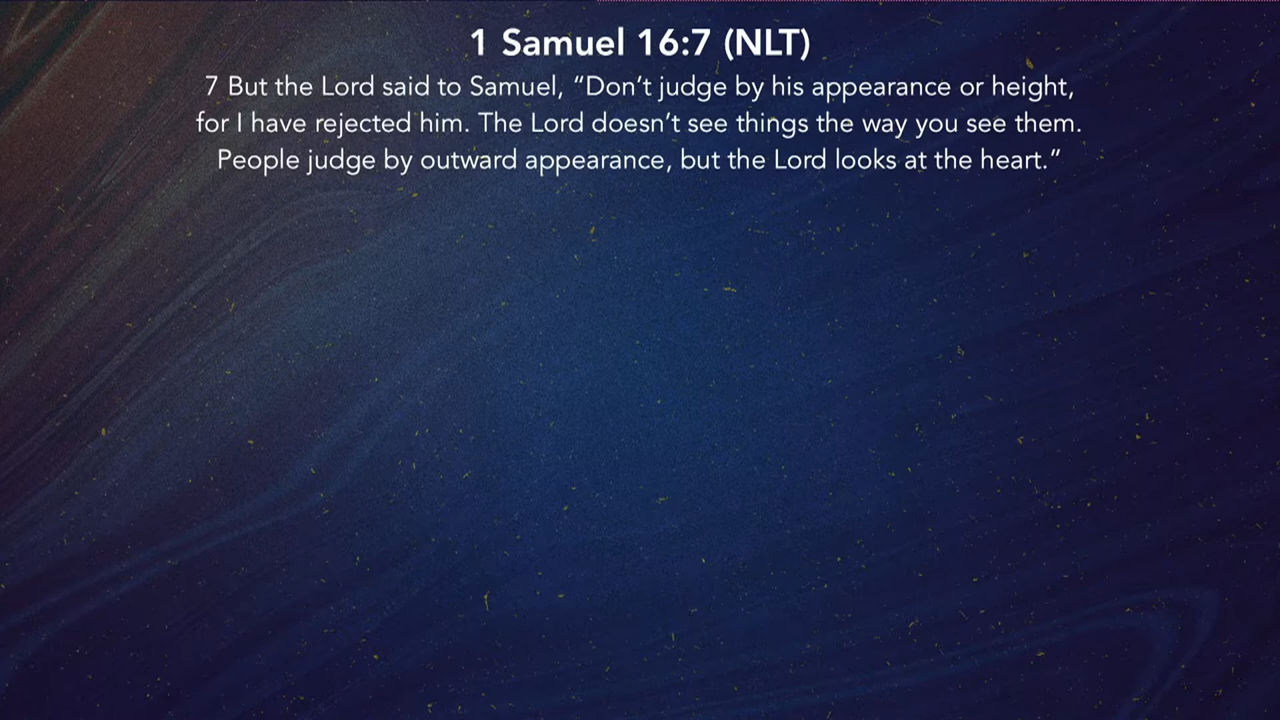 1 Samuel 16:7 (NLT)
7 But the Lord said to Samuel, “Don’t judge by his appearance or height,
for I have rejected him. The Lord doesn’t see things the way you see them.
People judge by outward appearance, but the Lord looks at the heart.”